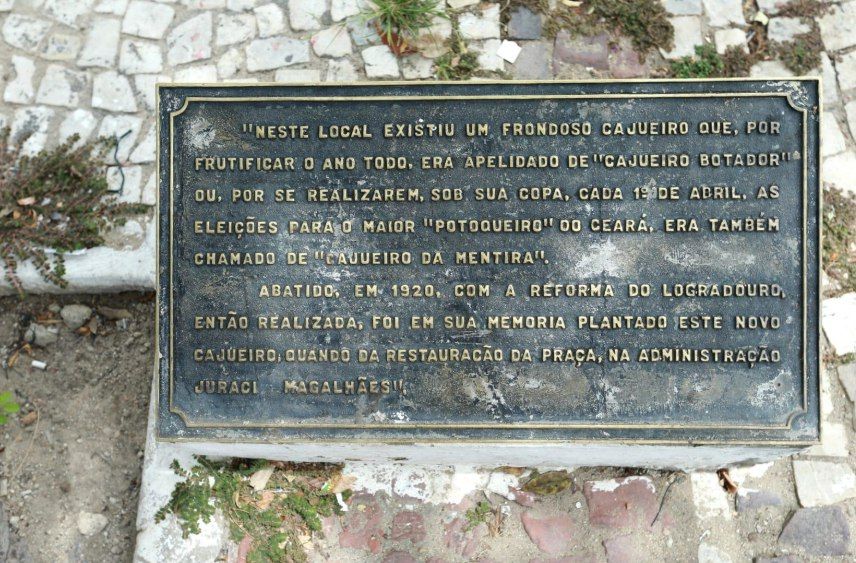 "NESTE LOCAL EXISTIU UM FRONDOSO CAJUEIRO QUE, POR
FRUTIFICAR O ANO TODO, ERA APELIDADO DE "CAJUEIRO BOTADOR"
OU, POR SE REALIZAREM, SOB SUA COPA, CADA 1º DE ABRIL, AS
ELEIÇÕES PARA O MAIOR "POTOQUEIRO" DO CEARÁ, ERA TAMBÉM
CHAMADO DE "CAJUEIRO DA MENTIRA".
ABATIDO, EM 1920, COM A REFORMA DO LOGRADOURO,
ENTÃO REALIZADA, FOI EM SUA MEMORIA PLANTADO ESTE NOVO
CAJUEIRO, QUANDO DA RESTAURAÇÃO DA PRAÇA, NA ADMINISTRAÇÃO
JURACI MAGALHÃES".